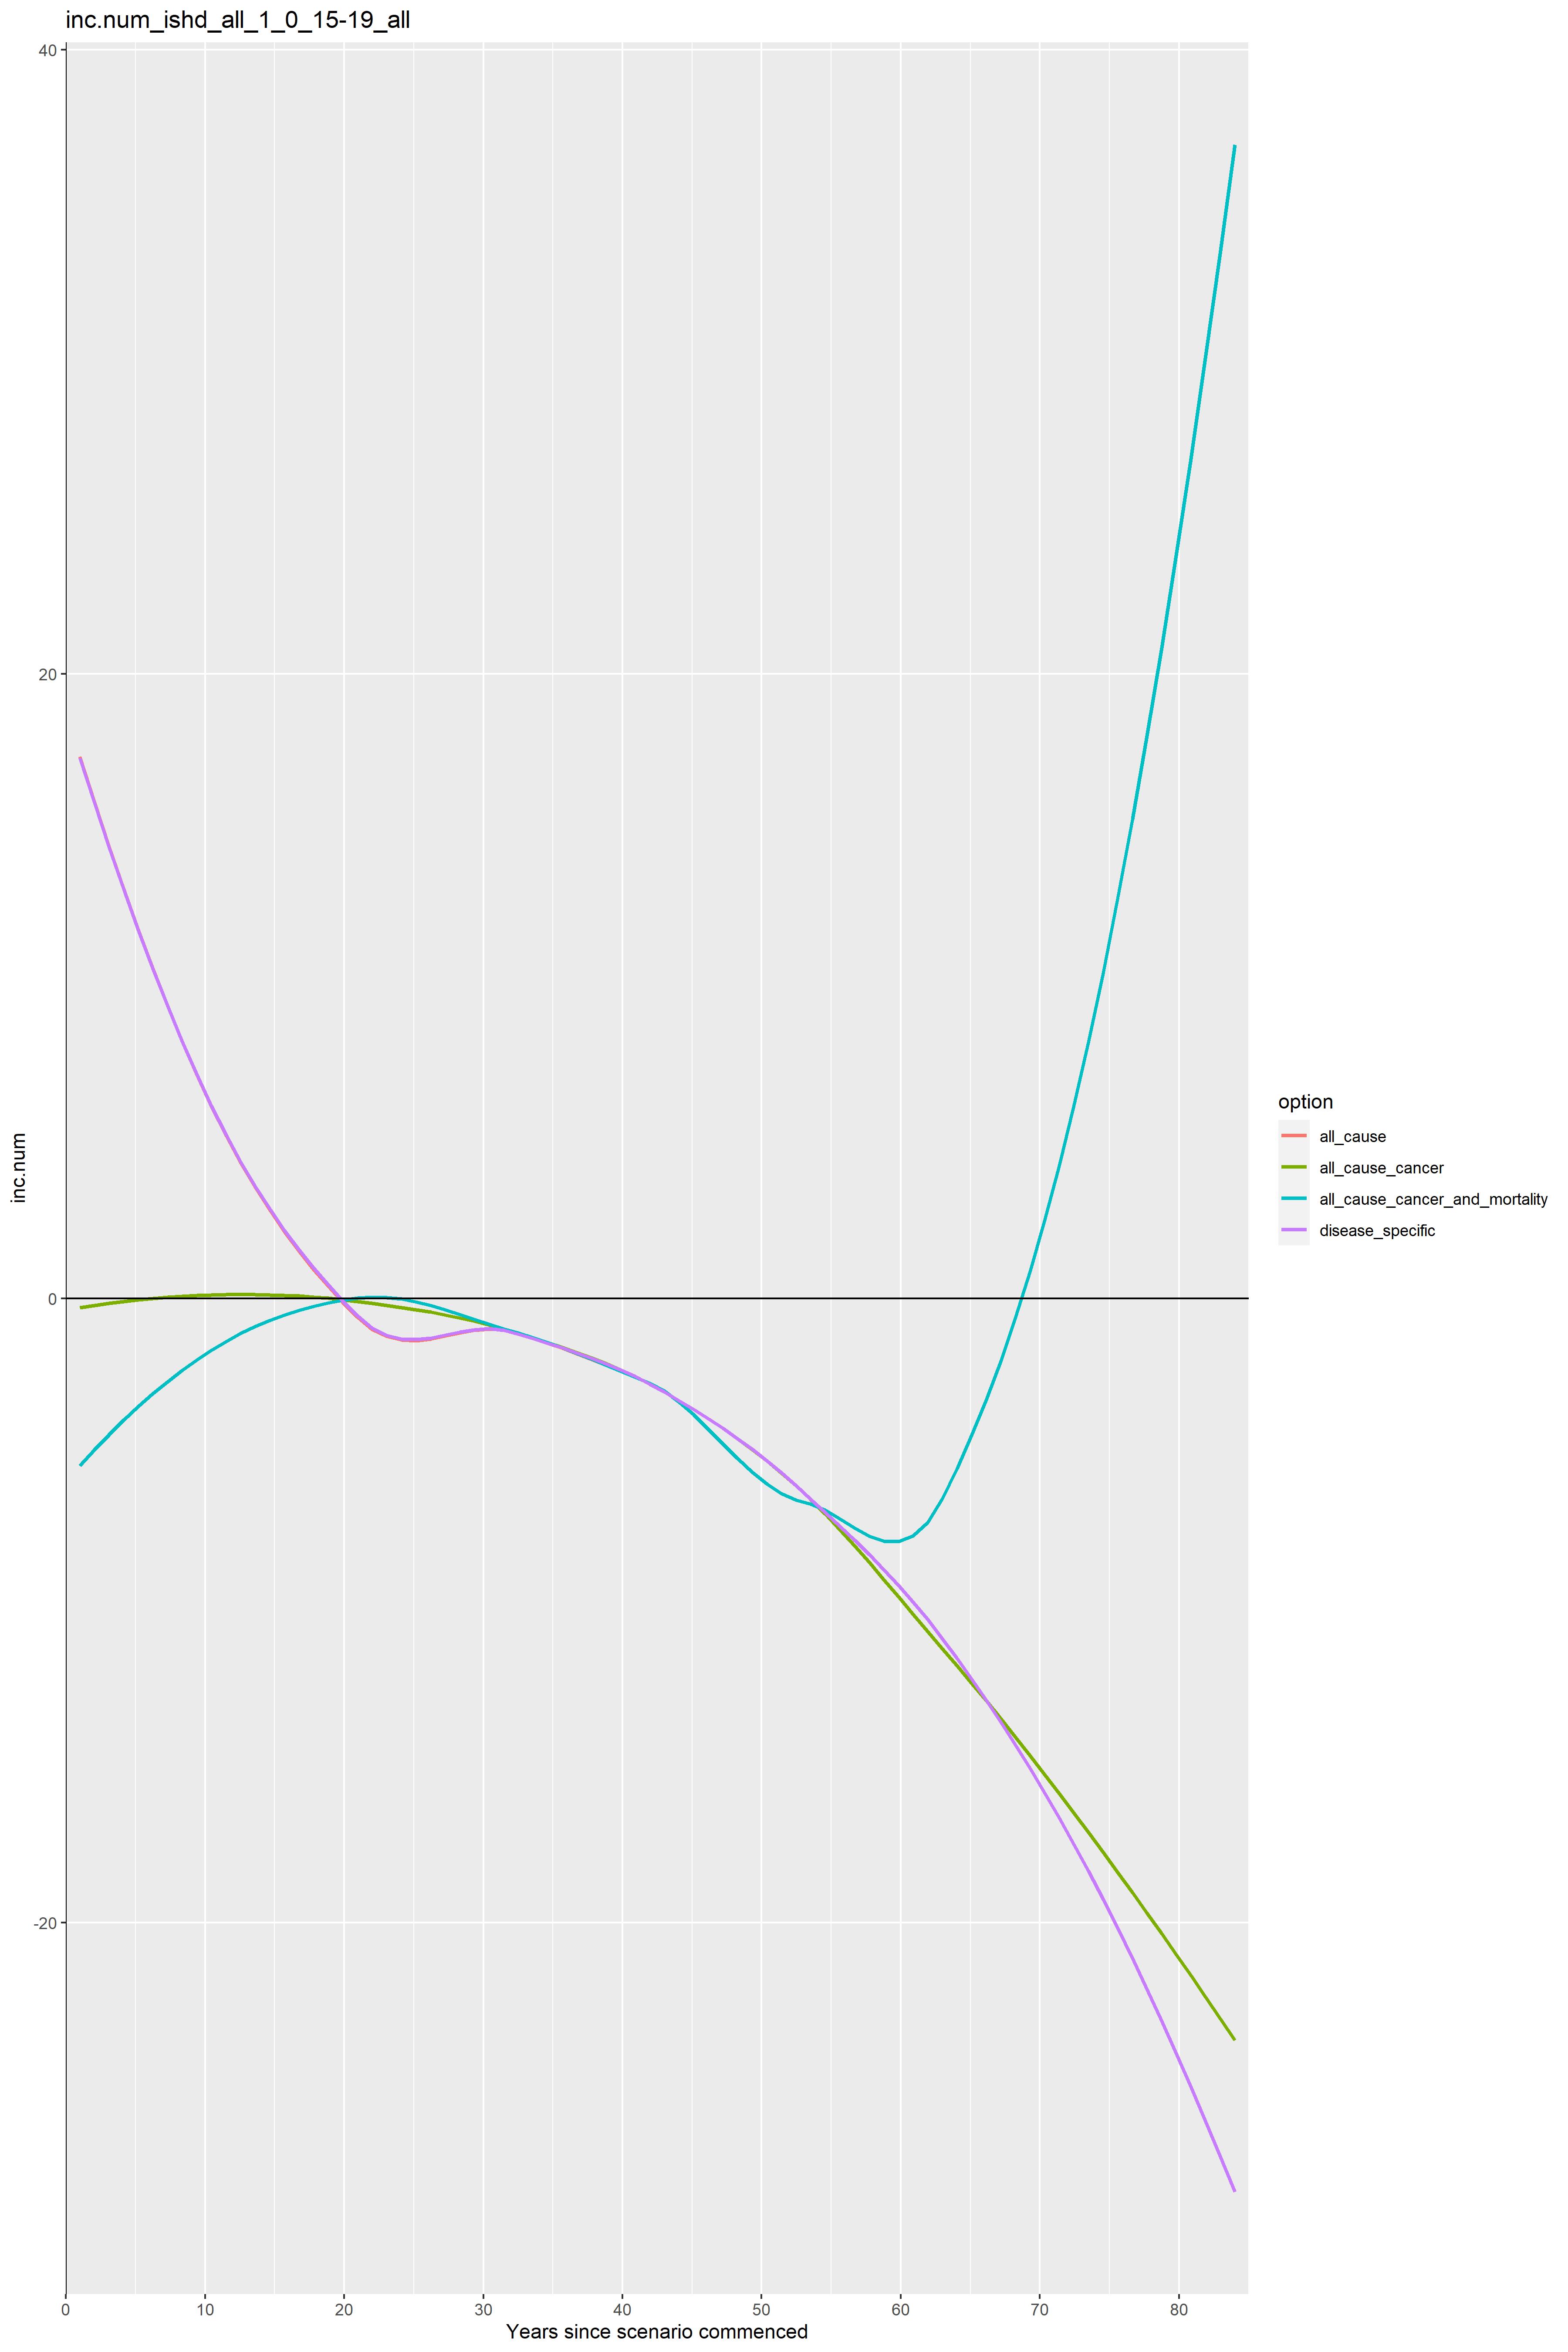 inc.num_ishd_all_1_0_15-19_all
40
20
0
-20
inc.num
0 10 20 30 40 50 60 70 80
Years since scenario commenced
option
all_cause
all_cause_cancer
all_cause_cancer_and_mortality
disease_specific